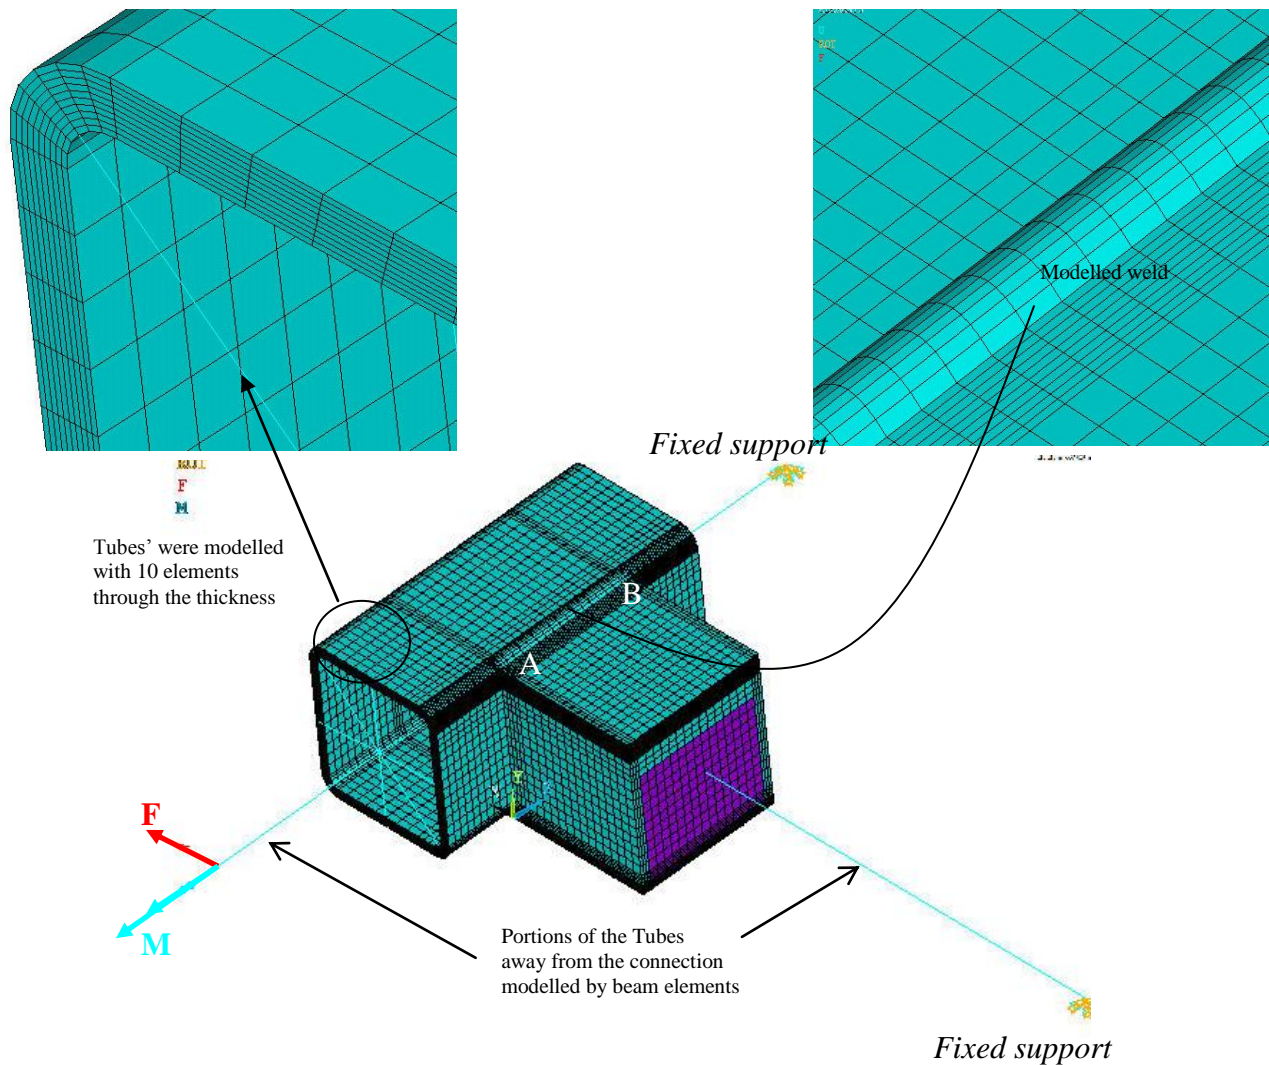 Modelled weld
Fixed support
F
M
Tubes’ were modelled
with 10 elements
through the thickness
B
A
F
M
Portions of the Tubes
away from the connection
modelled by beam elements
Fixed support